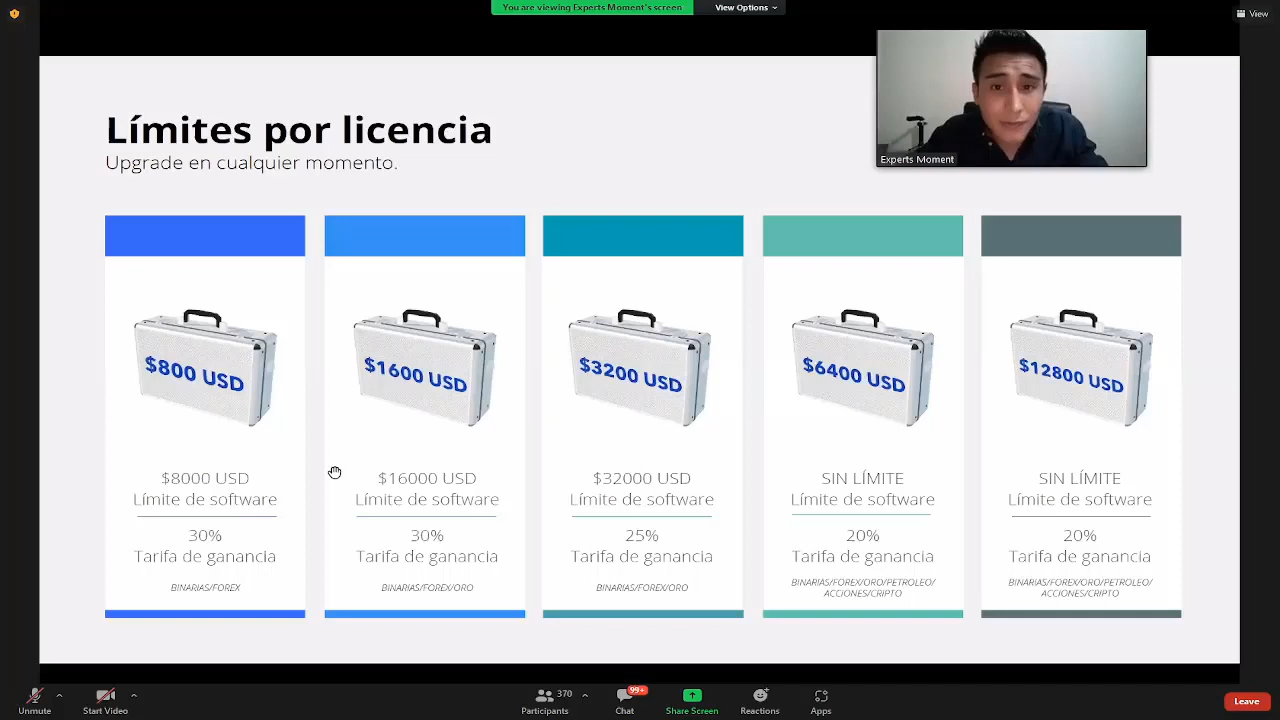 You are viewing Experts Moment's screen
View Options
View
Experts Moment
Límites por licencia
Upgrade en cualquier momento.
$800 USD
$1600 USD
$3200 USD
$6400 USD
$12800 USD
$8000 USD
Límite de software
30%
Tarifa de ganancia
BINARIAS/FOREX
$16000 USD
Límite de software
30%
Tarifa de ganancia
BINARIAS/FOREX/ORO
$32000 USD
Límite de software
25%
Tarifa de ganancia
BINARIAS/FOREX/ORO
SIN LÍMITE
Límite de software
20%
Tarifa de ganancia
BINARIAS/FOREX/ORO/PETROLEO/
ACCIONES/CRIPTO
SIN LÍMITE
Límite de software
20%
Tarifa de ganancia
BINARIAS/FOREX/ORO/PETROLEO/
ACCIONES/CRIPTO
Unmute
Start Video
370
Participants
99+
Chat
Share Screen
Reactions
Apps
Leave